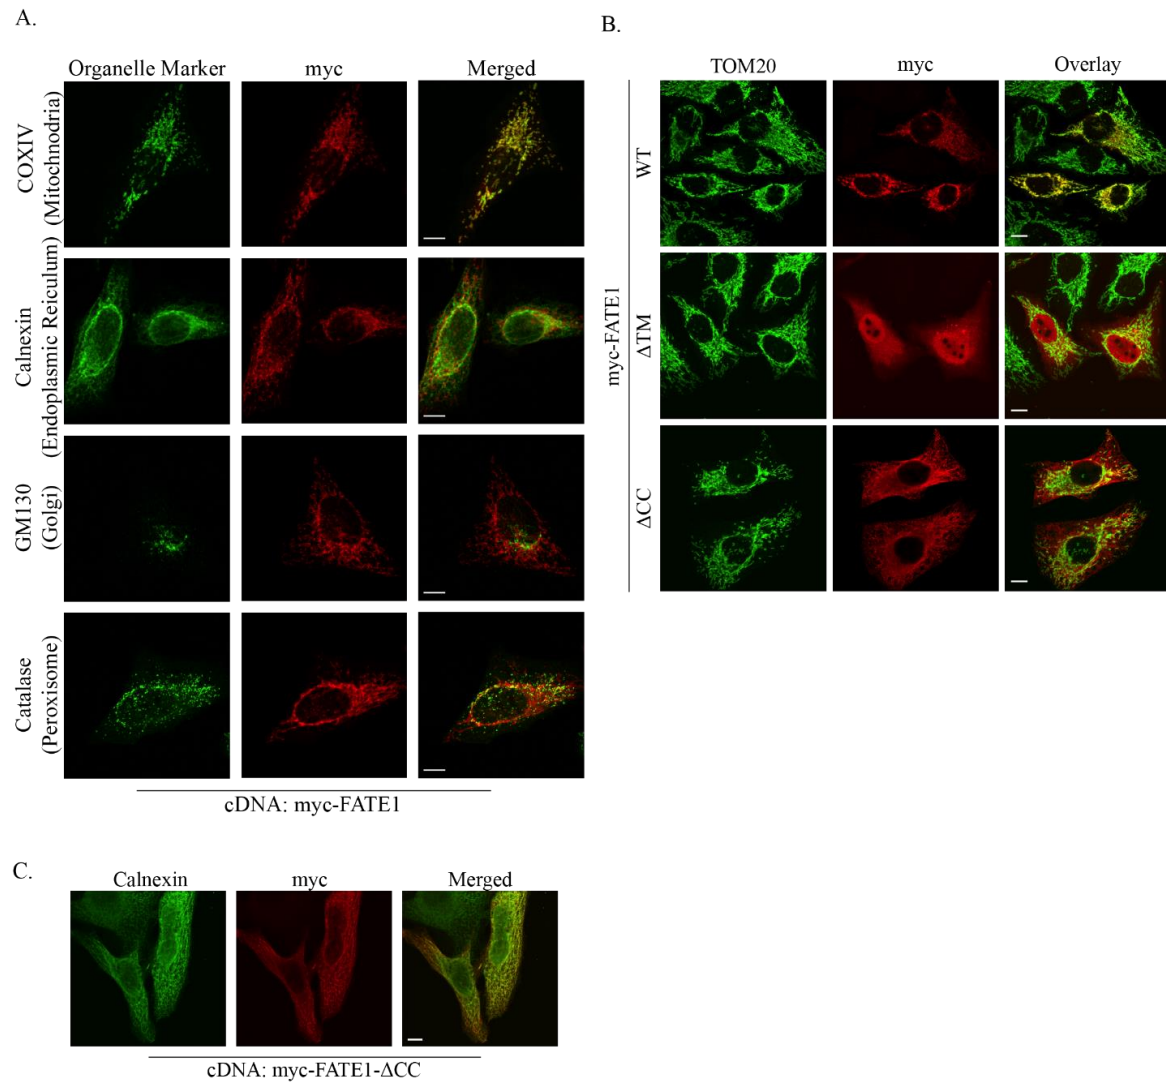 A.
Organelle Marker
myc
Merged
COXIV
(Mitochnodria)
Calnexin
(Endoplasmic Reiculum)
GM130
(Golgi)
Catalase
(Peroxisome)
cDNA: myc-FATE1
B.
TOM20
myc
Overlay
myc-FATE1
WT
ΔTM
ΔCC
C.
Calnexin
myc
Merged
cDNA: myc-FATE1-ΔCC